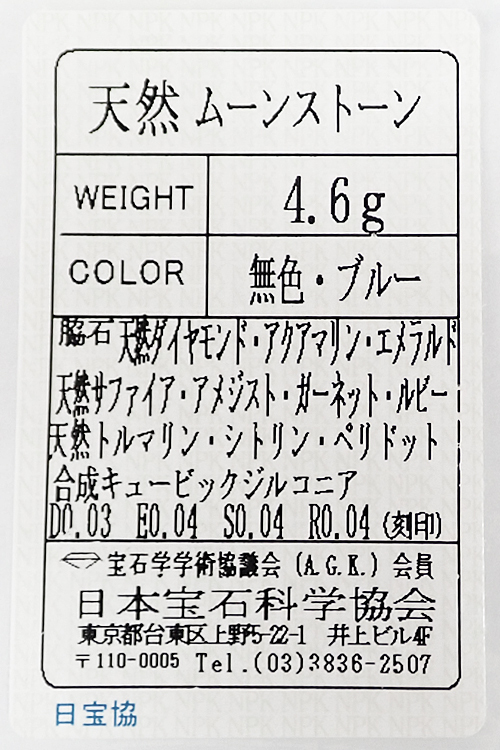 天然 ムーンストーン
WEIGHT 4.6g
COLOR 無色・ブルー
脇石 天然ダイヤモンド・アクアマリン・エメラルド
天然サファイア・アメジスト・ガーネット・ルビー
天然トルマリン・シトリン・ペリドット
合成キュービックジルコニア
D0.03 E0.04 S0.04 R0.04 (刻印)
宝石学学術協議会 (A.G.K.) 会員
日本宝石科学協会
東京都台東区上野5-22-1 井上ビル4F
〒110-0005 Tel.(03)3836-2507
日宝協